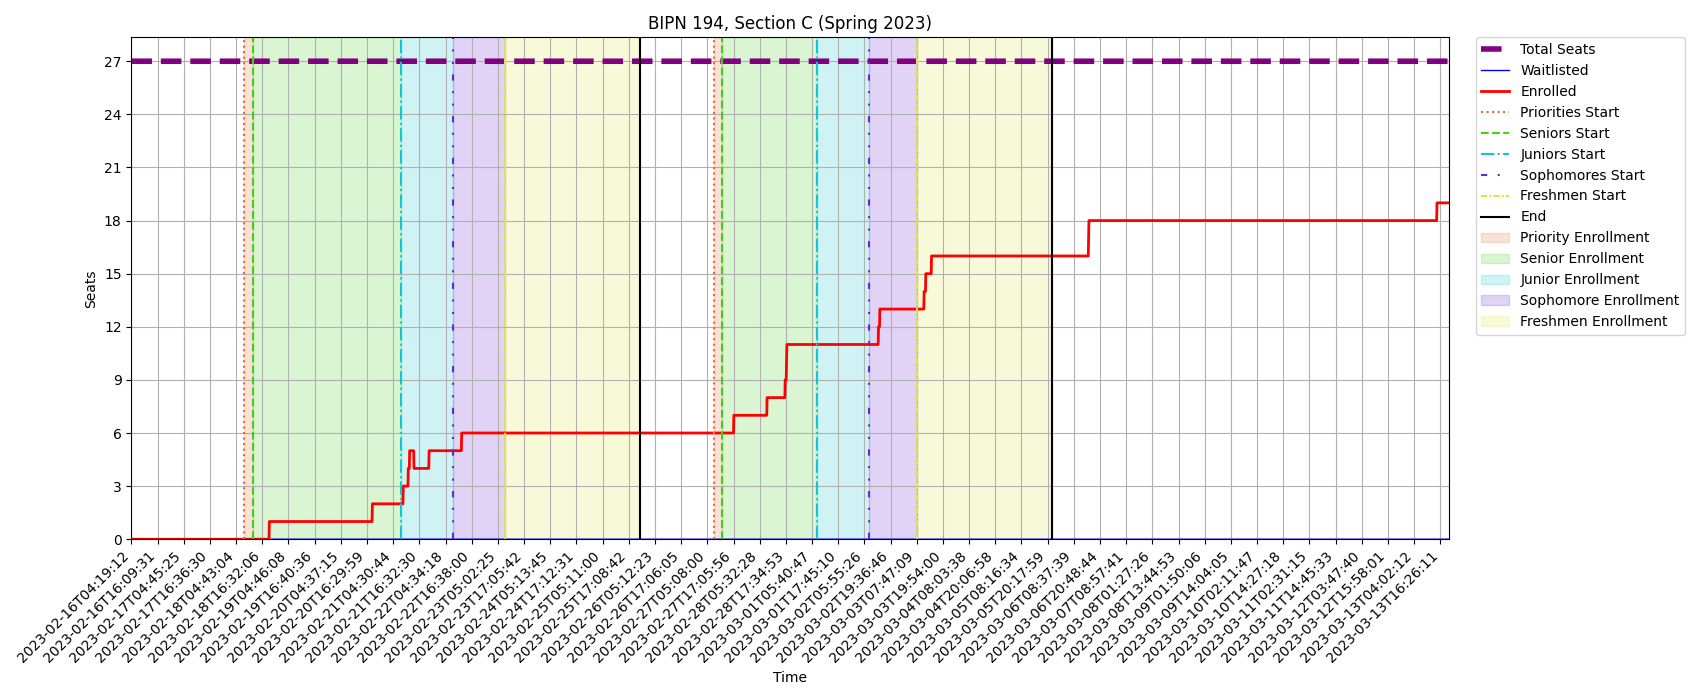 BIPN 194, Section C (Spring 2023)
Seats
27
24
21
18
15
12
9
6
3
0
2023-02-16T04:19:12
2023-02-16T16:09:31
2023-02-17T04:45:25
2023-02-17T16:36:30
2023-02-18T04:43:04
2023-02-18T16:32:06
2023-02-19T04:46:08
2023-02-19T16:40:36
2023-02-20T04:37:15
2023-02-20T16:29:59
2023-02-21T04:30:44
2023-02-21T16:32:30
2023-02-22T04:34:18
2023-02-22T16:38:00
2023-02-23T05:02:25
2023-02-23T17:05:42
2023-02-24T05:13:45
2023-02-24T17:12:31
2023-02-25T05:11:00
2023-02-25T17:08:42
2023-02-26T05:12:23
2023-02-26T17:06:05
2023-02-27T05:08:00
2023-02-27T17:05:56
2023-02-28T05:32:28
2023-02-28T17:34:53
2023-03-01T05:40:47
2023-03-01T17:45:10
2023-03-02T05:55:26
2023-03-02T19:36:46
2023-03-03T07:47:09
2023-03-03T19:54:00
2023-03-04T08:03:38
2023-03-04T20:06:58
2023-03-05T08:16:34
2023-03-05T20:17:59
2023-03-06T08:37:39
2023-03-06T20:48:44
2023-03-07T08:57:41
2023-03-08T01:27:26
2023-03-08T13:44:53
2023-03-09T01:50:06
2023-03-09T14:04:05
2023-03-10T02:11:47
2023-03-10T14:27:18
2023-03-11T02:31:15
2023-03-11T14:45:33
2023-03-12T03:47:40
2023-03-12T15:58:01
2023-03-13T04:02:12
2023-03-13T16:26:11
Time
Total Seats
Waitlisted
Enrolled
Priorities Start
Seniors Start
Juniors Start
Sophomores Start
Freshmen Start
End
Priority Enrollment
Senior Enrollment
Junior Enrollment
Sophomore Enrollment
Freshmen Enrollment